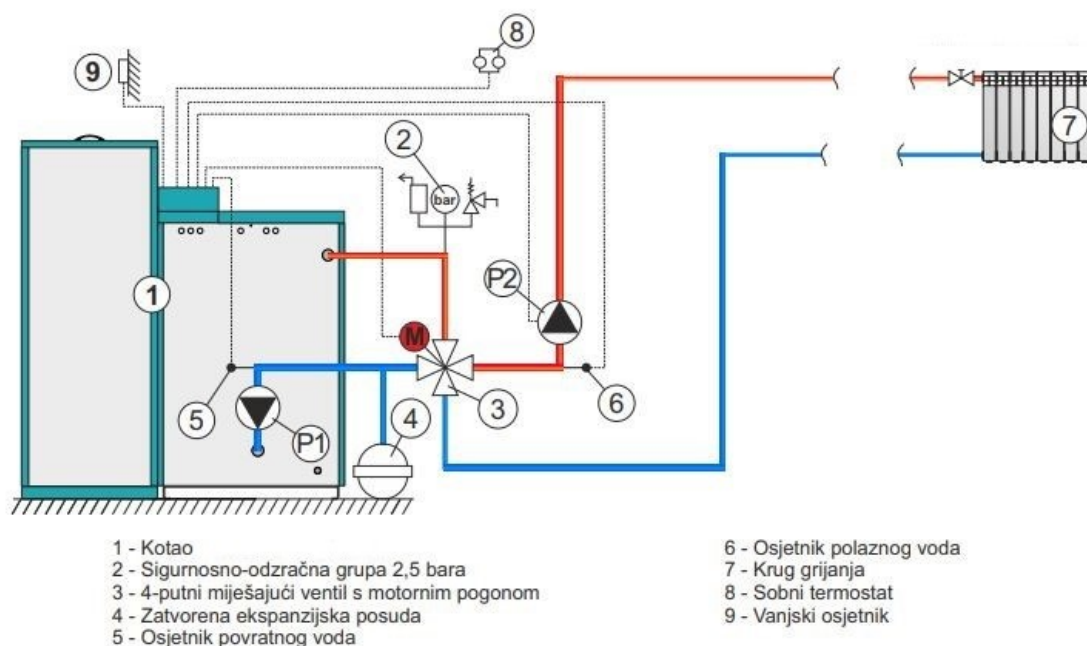 8
9
7
2
bar
1
P2
M
5
P1
4
3
6
1 - Kotao
2 - Sigurnosno-odzračna grupa 2,5 bara
3 - 4-putni miješajući ventil s motornim pogonom
4 - Zatvorena ekspanzijska posuda
5 - Osjetnik povratnog voda
6 - Osjetnik polaznog voda
7 - Krug grijanja
8 - Sobni termostat
9 - Vanjski osjetnik